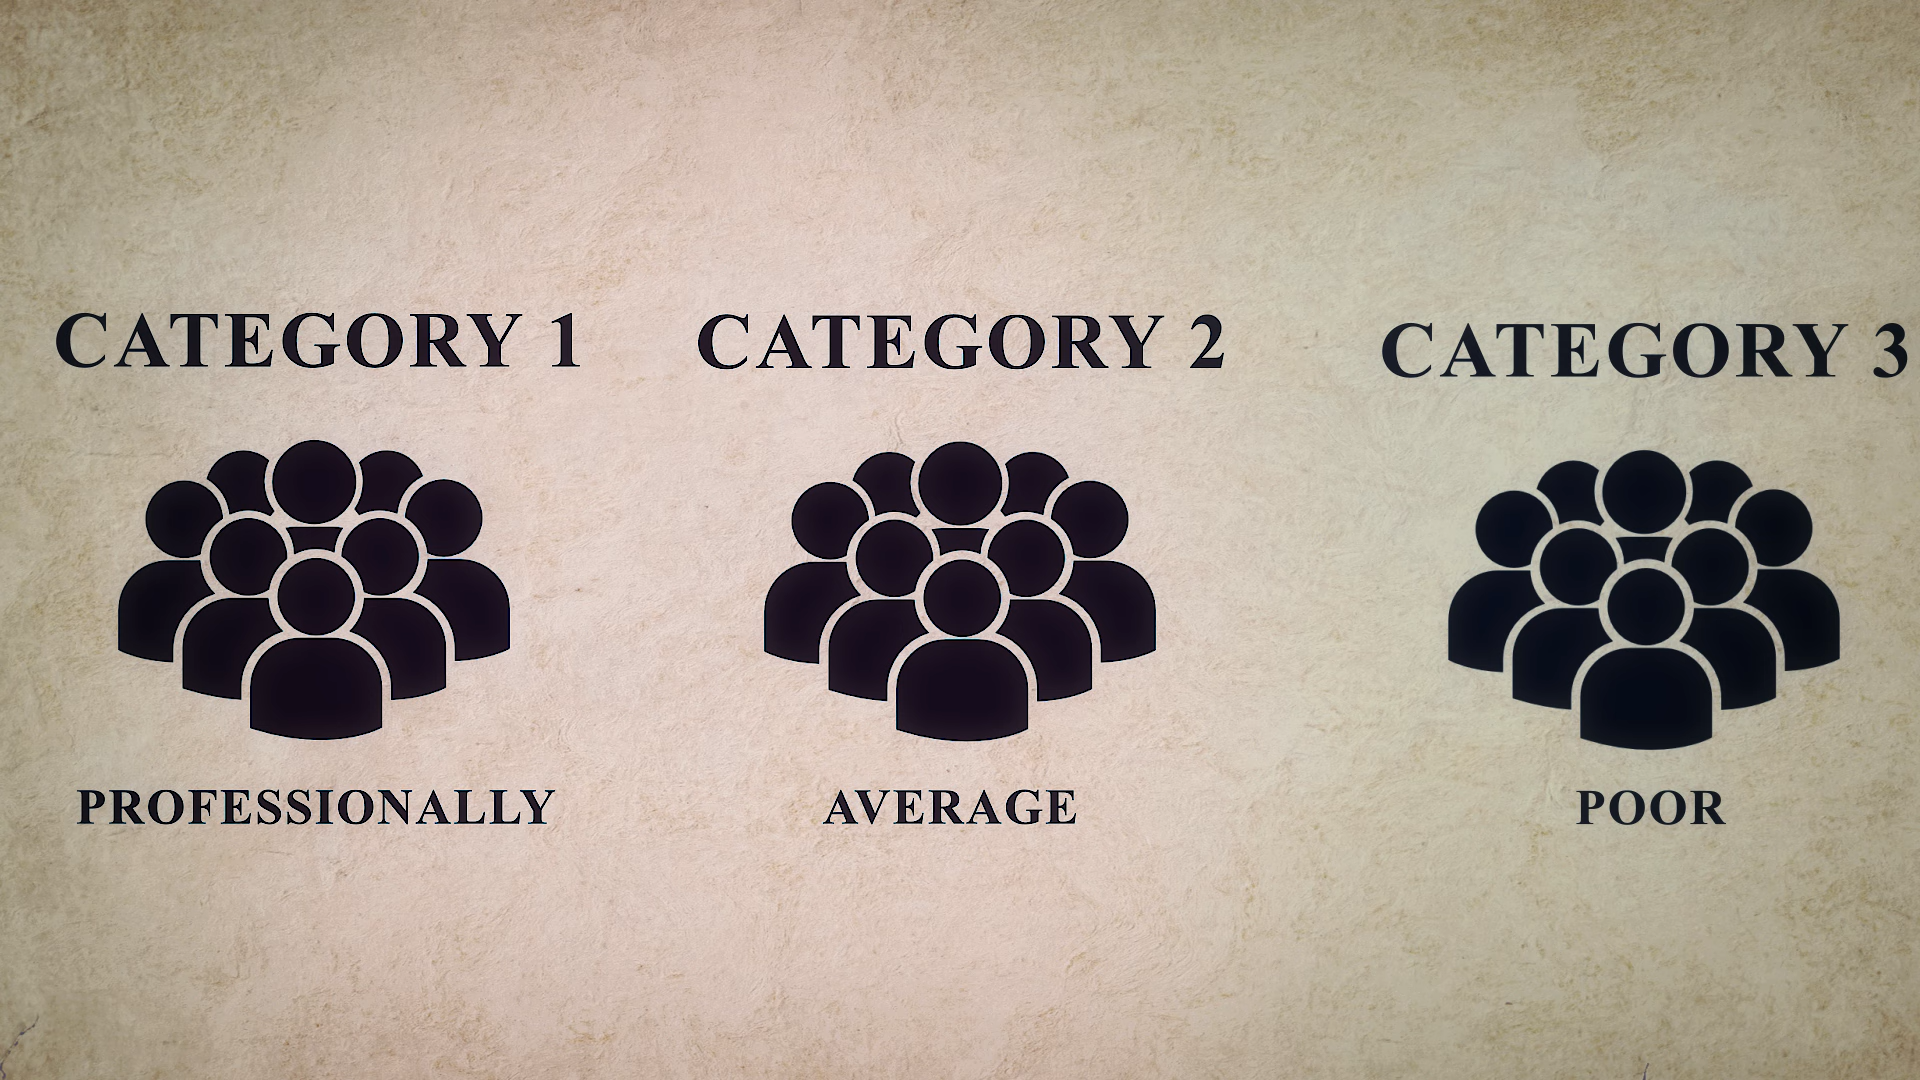 CATEGORY 1
CATEGORY 2
CATEGORY 3
PROFESSIONALLY
AVERAGE
POOR